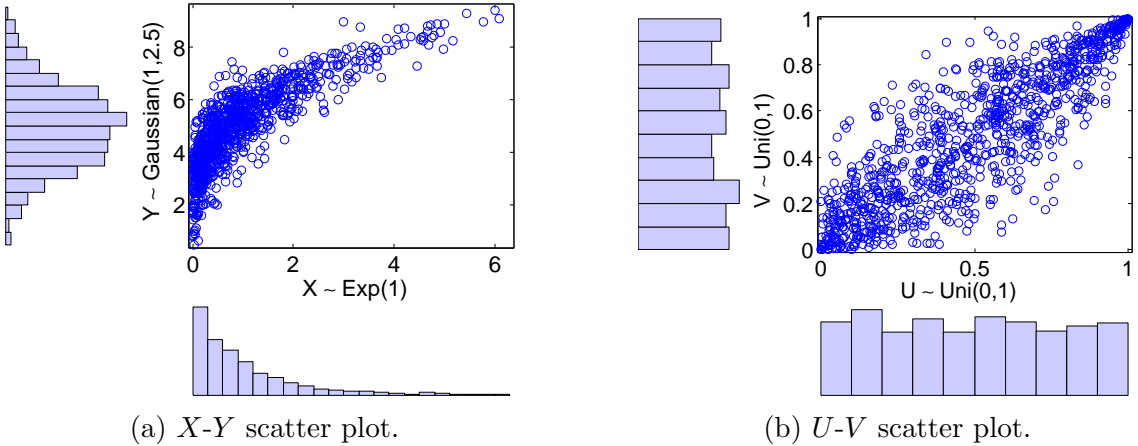 8
6
4
2
Y ~ Gaussian(1,2.5)
0 2 4 6
X ~ Exp(1)
(a) X-Y scatter plot.
1
0.8
0.6
0.4
0.2
0
V ~ Uni(0,1)
0 0.5 1
U ~ Uni(0,1)
(b) U-V scatter plot.